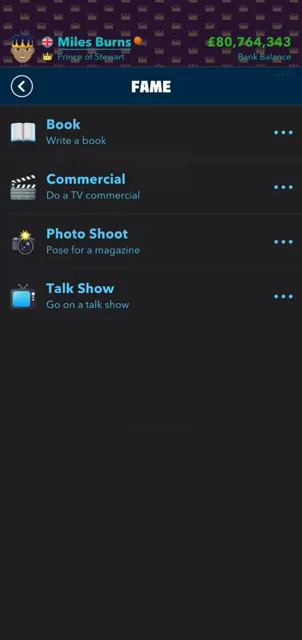 Miles Burns
£80,764,343
Prince of Stewart
Bank Balance
FAME
Book
Write a book
Commercial
Do a TV commercial
Photo Shoot
Pose for a magazine
Talk Show
Go on a talk show